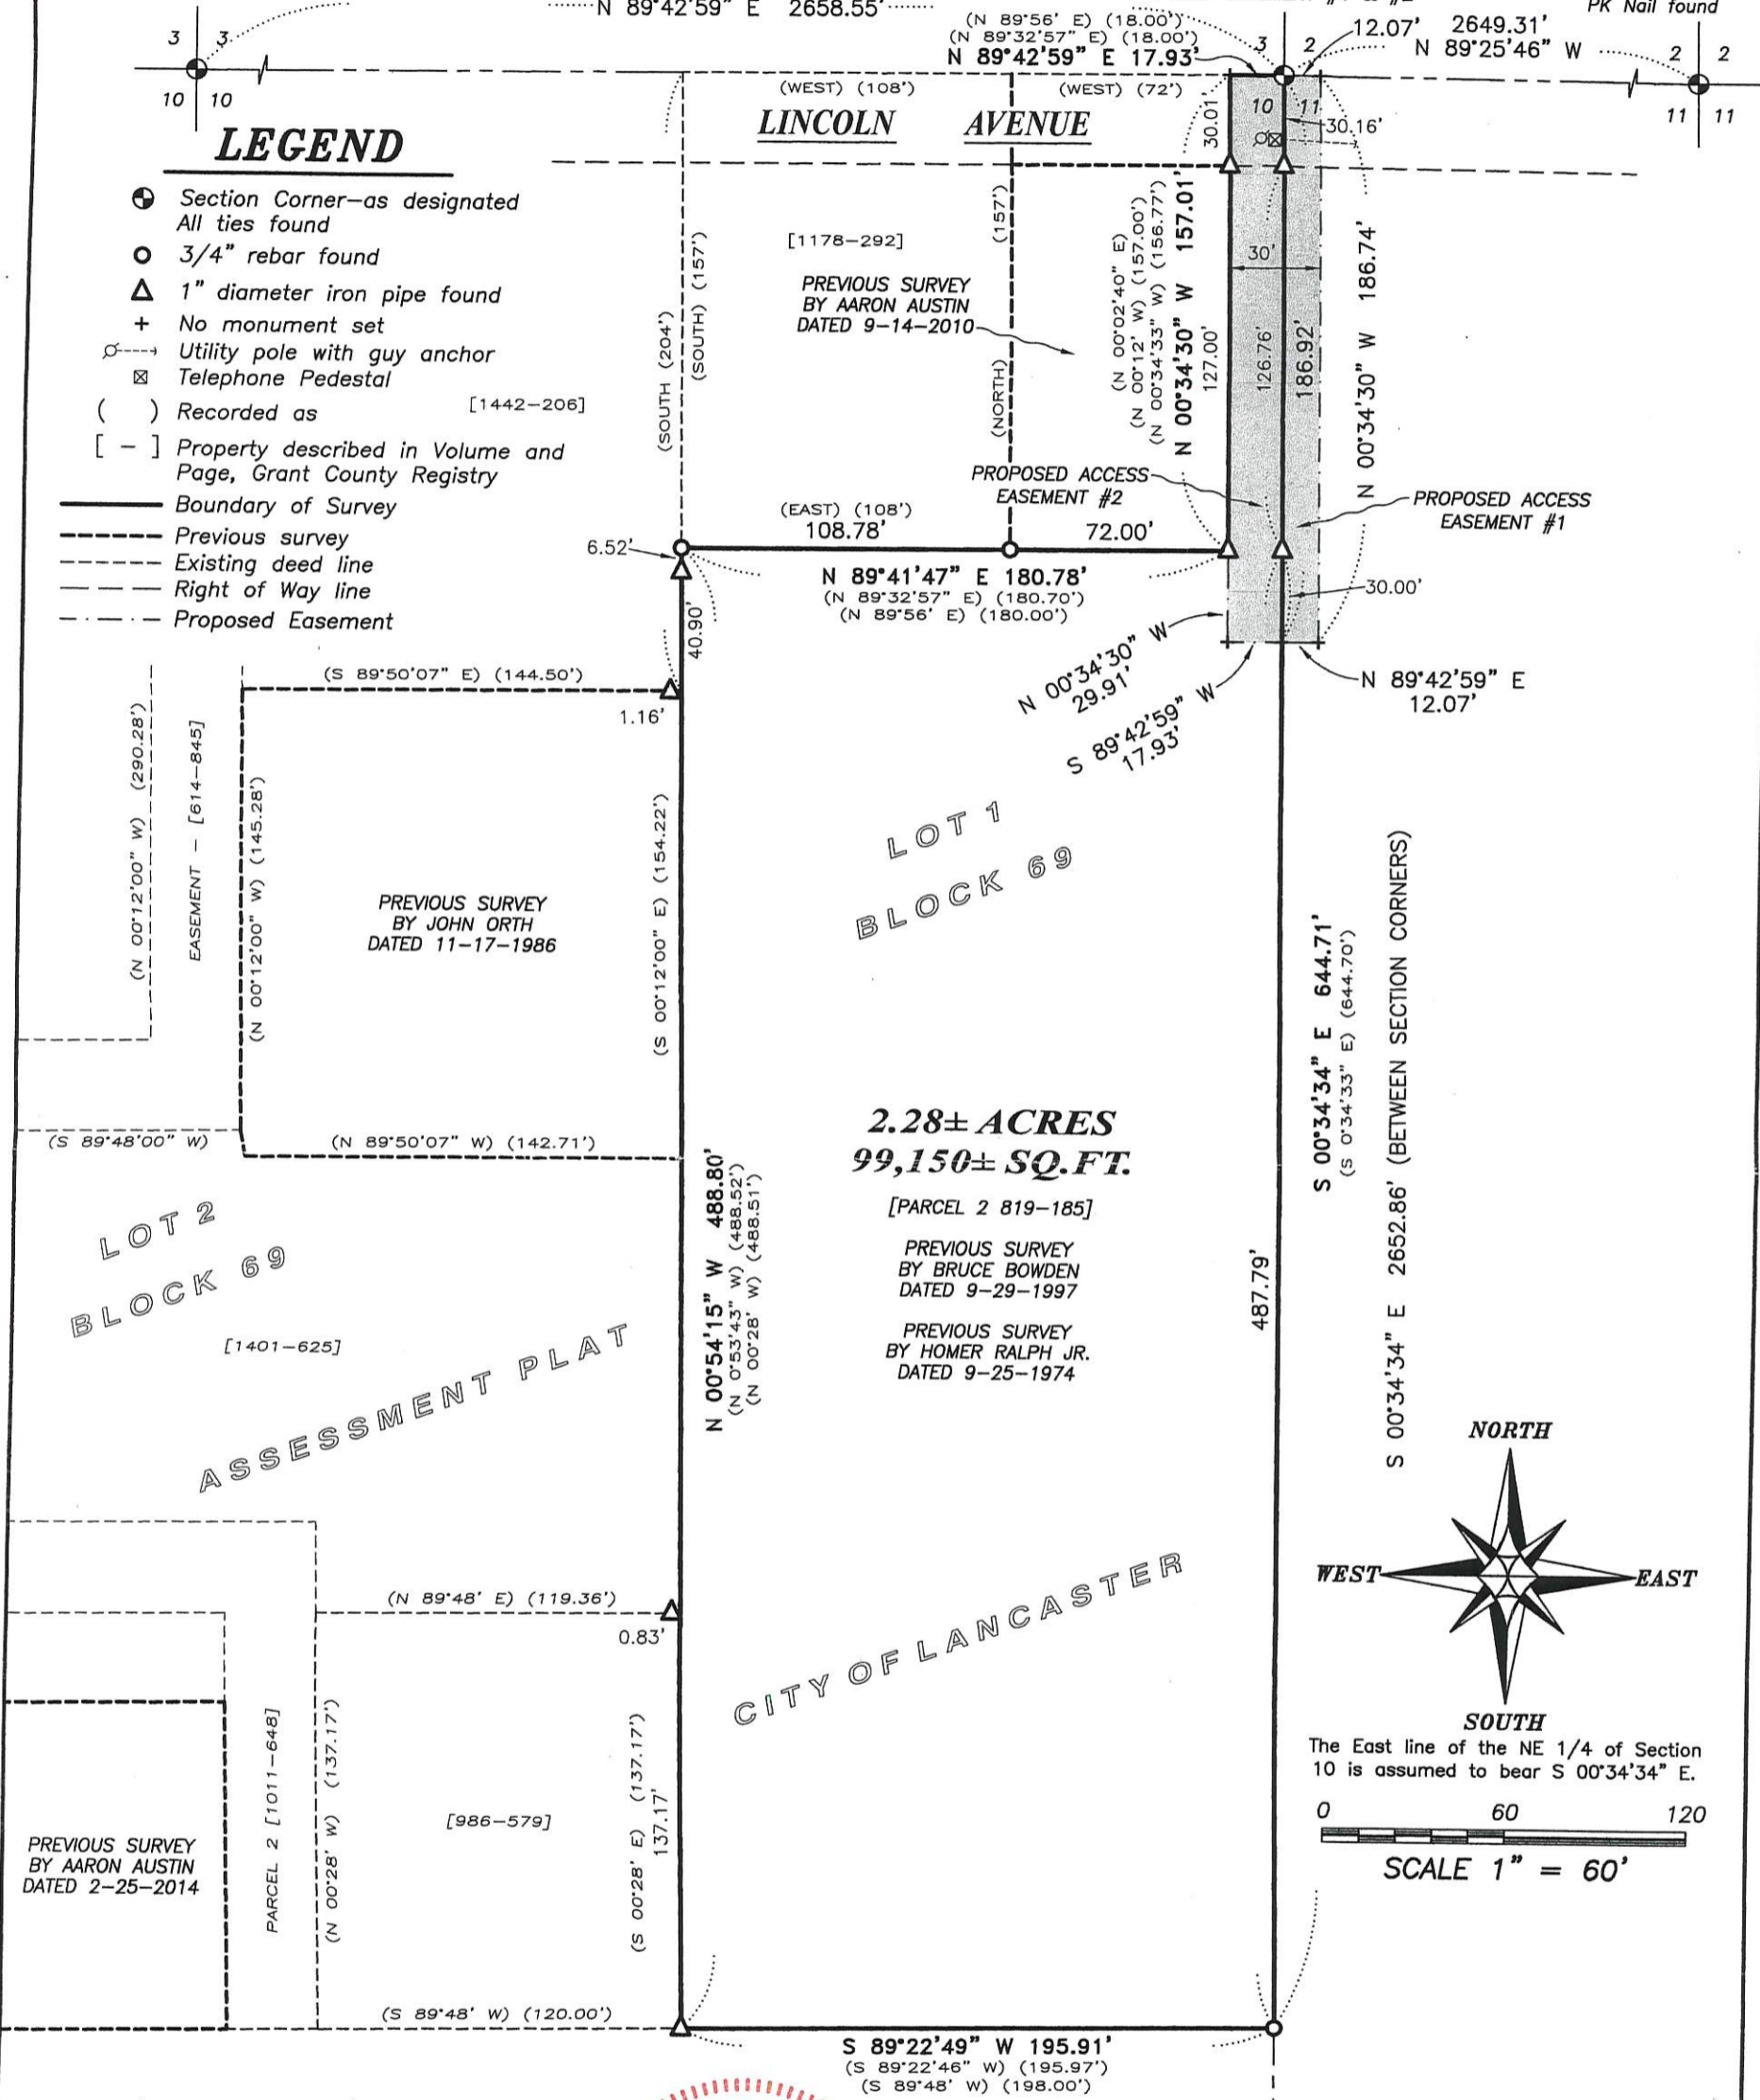 N 89°42'59" E 2658.55'
PK Nail found
(N 89°56' E) (18.00')
(N 89°32'57" E) (18.00')
N 89°42'59" E 17.93'
12.07'
2649.31'
N 89°25'46" W
3 3
10 10
3 2
10 11
2 2
11 11
(WEST) (108')
(WEST) (72')
LINCOLN AVENUE
30.01'
30.16'
LEGEND
Section Corner—as designated
All ties found
3/4" rebar found
1" diameter iron pipe found
+ No monument set
Utility pole with guy anchor
Telephone Pedestal
( ) Recorded as
[ – ] Property described in Volume and
Page, Grant County Registry
Boundary of Survey
Previous survey
Existing deed line
Right of Way line
Proposed Easement
[1442–206]
(SOUTH (204')
(SOUTH) (157')
[1178–292]
PREVIOUS SURVEY
BY AARON AUSTIN
DATED 9–14–2010
(157')
(NORTH)
(N 00°02'40" E)
(N 00°12' W) (157.00')
(N 00°34'33" W) (156.77')
N 00°34'30" W 157.01'
127.00'
30'
126.76'
186.92'
N 00°34'30" W 186.74'
PROPOSED ACCESS
EASEMENT #2
PROPOSED ACCESS
EASEMENT #1
(EAST) (108')
108.78'
72.00'
6.52'
N 89°41'47" E 180.78'
(N 89°32'57" E) (180.70')
(N 89°56' E) (180.00')
40.90'
30.00'
N 00°34'30" W
29.91'
S 89°42'59" W
17.93'
N 89°42'59" E
12.07'
(S 89°50'07" E) (144.50')
1.16'
(N 00°12'00" W) (290.28')
EASEMENT – [614–845]
(N 00°12'00" W) (145.28')
PREVIOUS SURVEY
BY JOHN ORTH
DATED 11–17–1986
(S 00°12'00" E) (154.22')
LOT 1
BLOCK 69
S 00°34'34" E 644.71'
(S 0°34'33" E) (644.70')
S 00°34'34" E 2652.86' (BETWEEN SECTION CORNERS)
(S 89°48'00" W)
(N 89°50'07" W) (142.71')
2.28± ACRES
99,150± SQ.FT.
[PARCEL 2 819–185]
PREVIOUS SURVEY
BY BRUCE BOWDEN
DATED 9–29–1997
PREVIOUS SURVEY
BY HOMER RALPH JR.
DATED 9–25–1974
N 00°54'15" W 488.80'
(N 0°53'43" W) (488.52')
(N 00°28' W) (488.51')
487.79'
LOT 2
BLOCK 69
[1401–625]
ASSESSMENT PLAT
CITY OF LANCASTER
NORTH
WEST
EAST
SOUTH
(N 89°48' E) (119.36')
0.83'
PARCEL 2 [1011–648]
(N 00°28' W) (137.17')
[986–579]
(S 00°28' E) (137.17')
137.17'
PREVIOUS SURVEY
BY AARON AUSTIN
DATED 2–25–2014
The East line of the NE 1/4 of Section
10 is assumed to bear S 00°34'34" E.
0 60 120
SCALE 1" = 60'
(S 89°48' W) (120.00')
S 89°22'49" W 195.91'
(S 89°22'46" W) (195.97')
(S 89°48' W) (198.00')